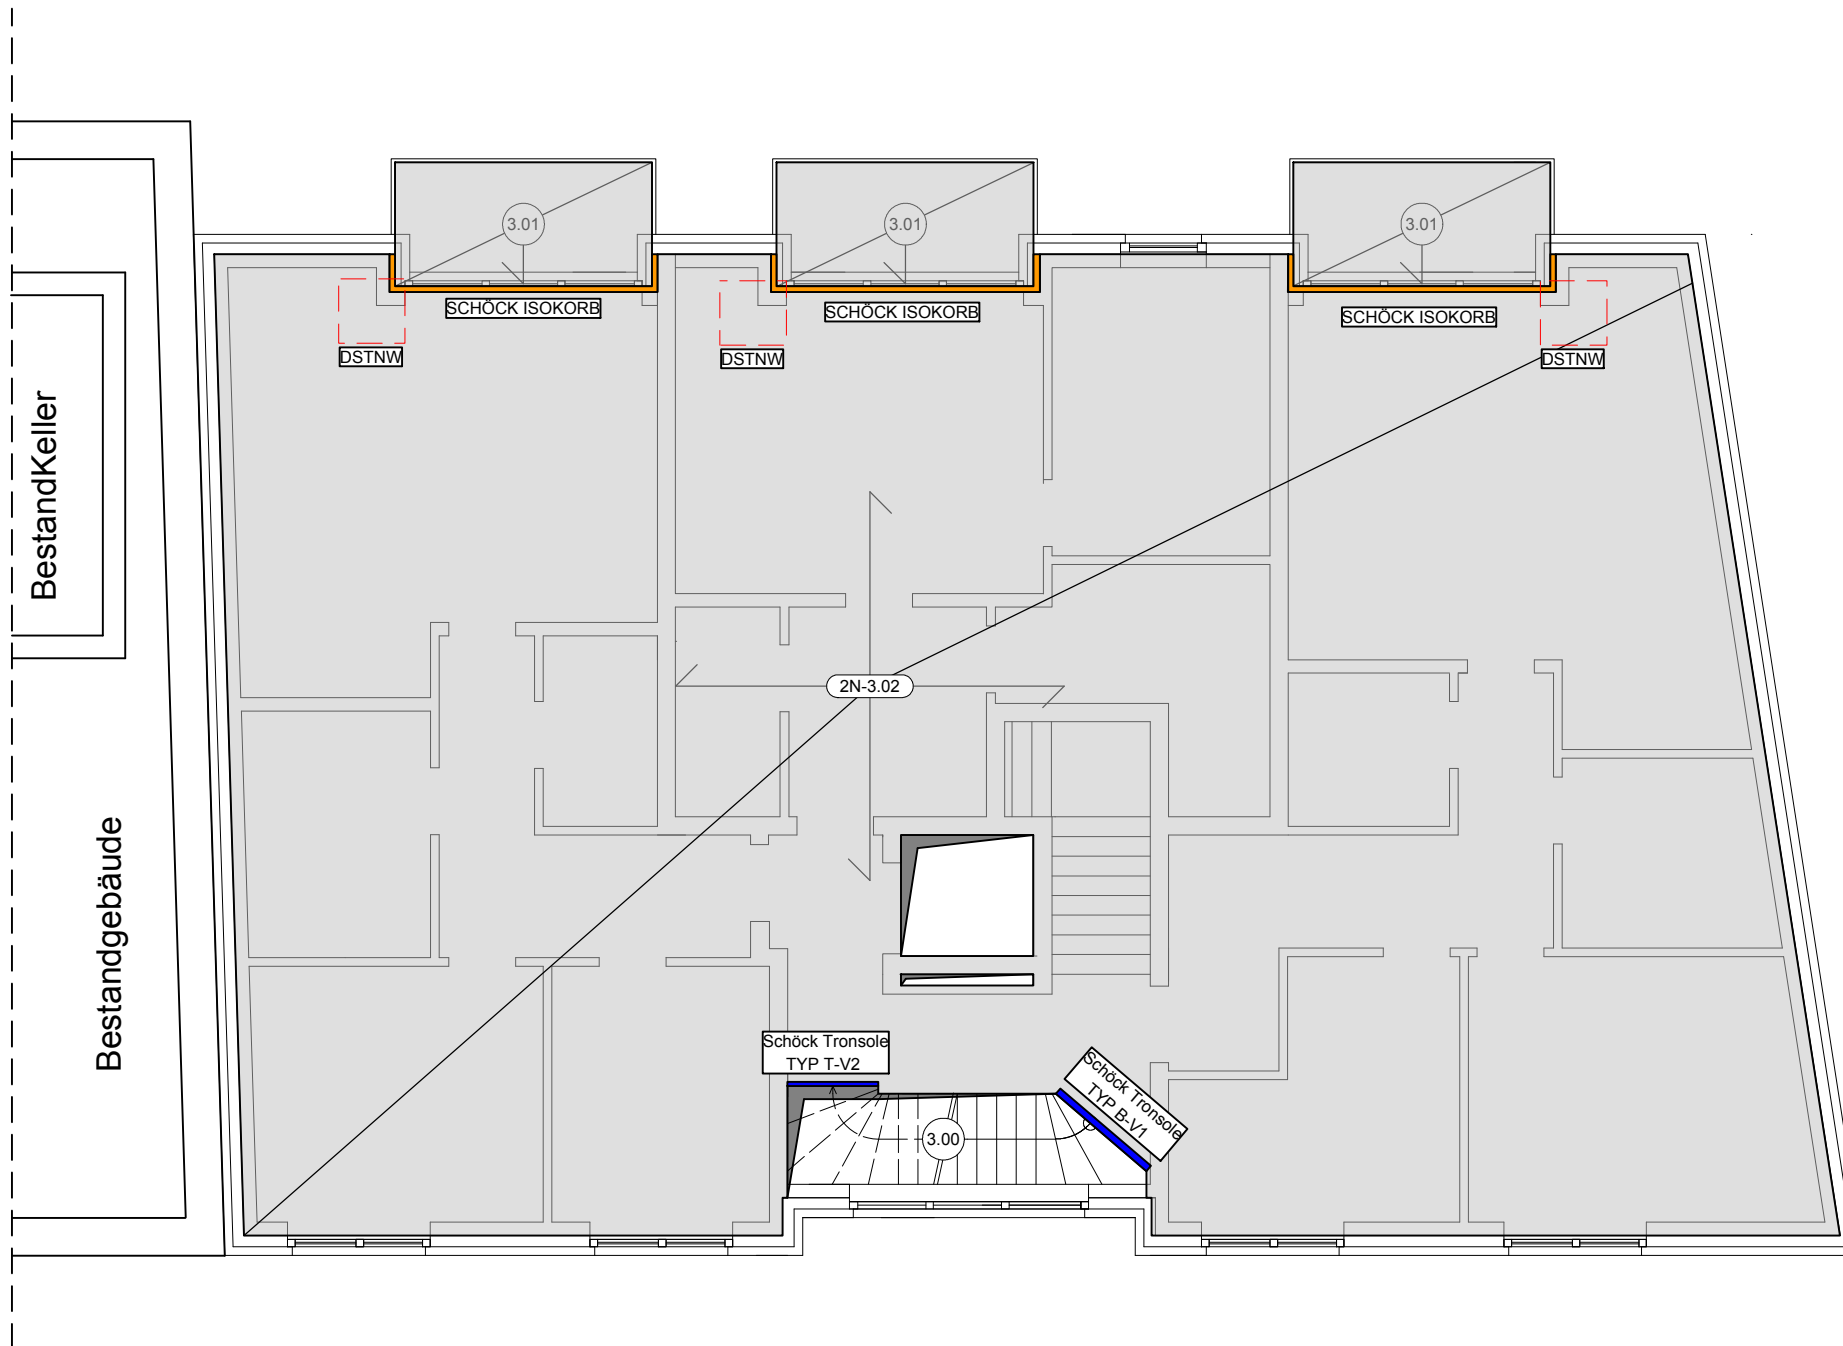 3.01
3.01
3.01
SCHÖCK ISOKORB
SCHÖCK ISOKORB
SCHÖCK ISOKORB
DSTNW
DSTNW
DSTNW
BestandKeller
2N-3.02
Bestandgebäude
Schöck Tronsole
TYP T-V2
Schöck Tronsole
TYP B-V1
3.00